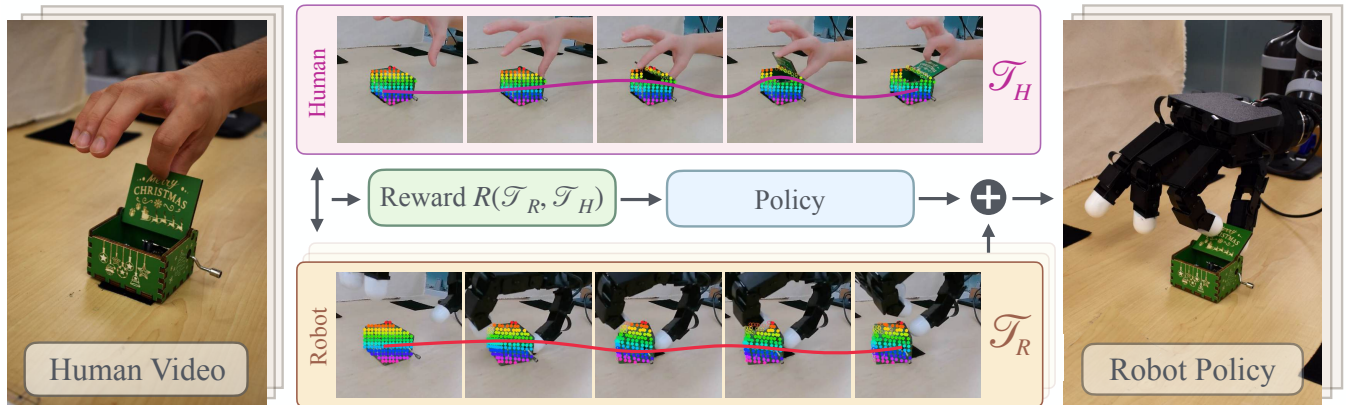 Human
𝒯_H
MERRY
CHRISTMAS
Reward R(𝒯_R, 𝒯_H)
Policy
+
Robot
𝒯_R
Human Video
Robot Policy